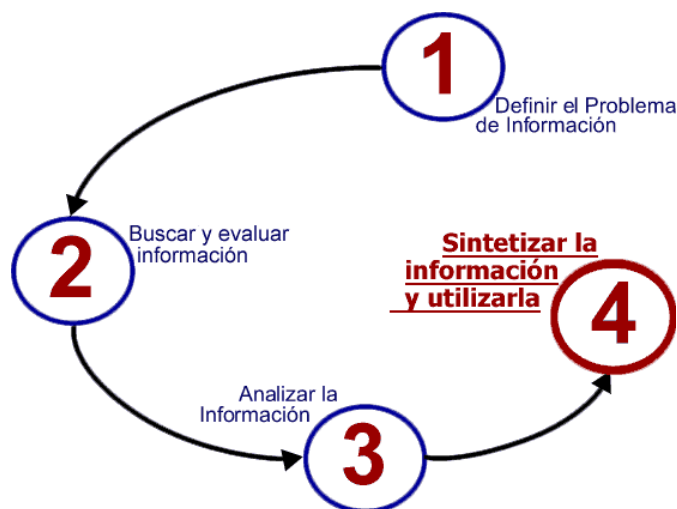 1
Definir el Problema
de Información
2
Buscar y evaluar
información
Sintetizar la
información
y utilizarla
4
Analizar la
Información
3